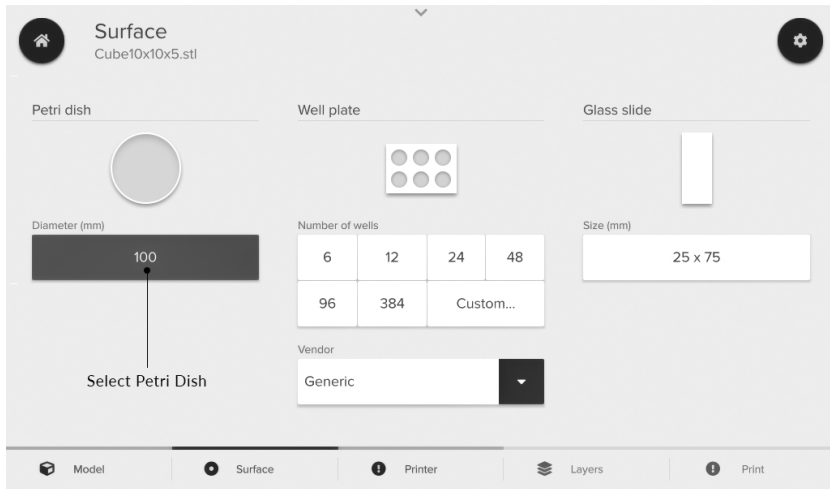 Surface
Cube10x10x5.stl
Petri dish
Diameter (mm)
100
Select Petri Dish
Well plate
Number of wells
6 12 24 48
96 384 Custom...
Vendor
Generic
Glass slide
Size (mm)
25 x 75
Model Surface Printer Layers Print